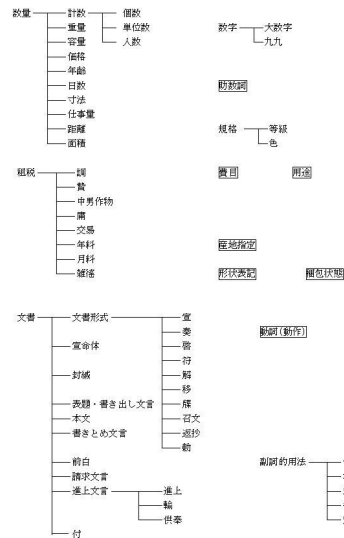 数量 計数 個数
重量 単位数 数字 大数字
容量 人数 九九
価格
年齢
日数 助数詞
寸法
仕事量
距離 規格 等級
面積 色
租税 調 費目 用途
贄
中男作物
庸
交易
年料 産地指定
月料
雑徭 形状表記 梱包状態
文書 文書形式 宣
奏 動詞(動作)
宣命体 啓
符
封緘 解
移
表題・書き出し文言 牒
本文 召文
書きとめ文言 返抄
勅
前白 副詞的用法
請求文言
進上文言 進上
輸
供奉
付